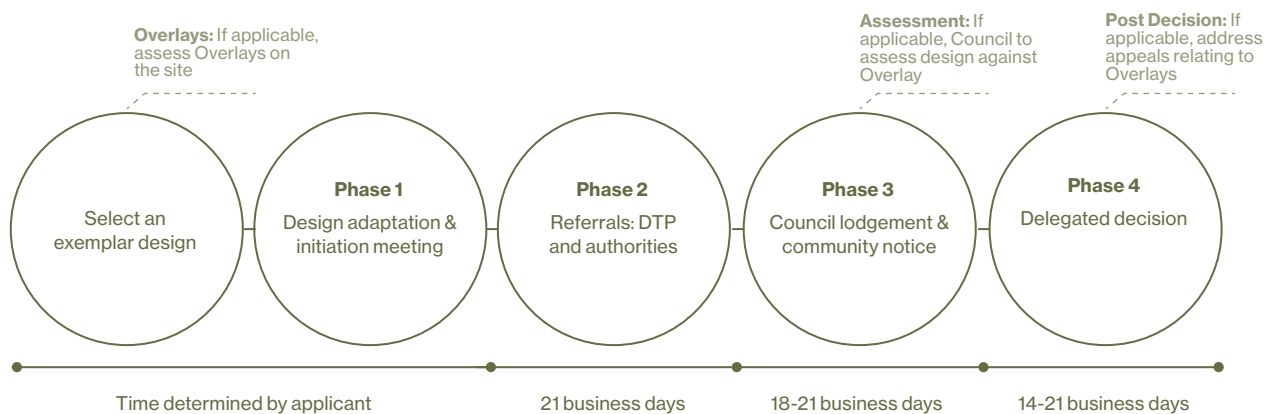 Overlays: If applicable,
assess Overlays on
the site
Assessment: If
applicable, Council to
assess design against
Overlay
Post Decision: If
applicable, address
appeals relating to
Overlays
Select an
exemplar design
Phase 1
Design adaptation &
initiation meeting
Phase 2
Referrals: DTP
and authorities
Phase 3
Council lodgement &
community notice
Phase 4
Delegated decision
Time determined by applicant
21 business days
18-21 business days
14-21 business days